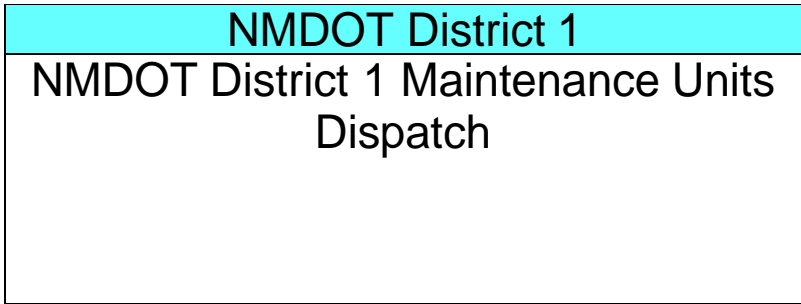 NMDOT District 1
NMDOT District 1 Maintenance Units
Dispatch